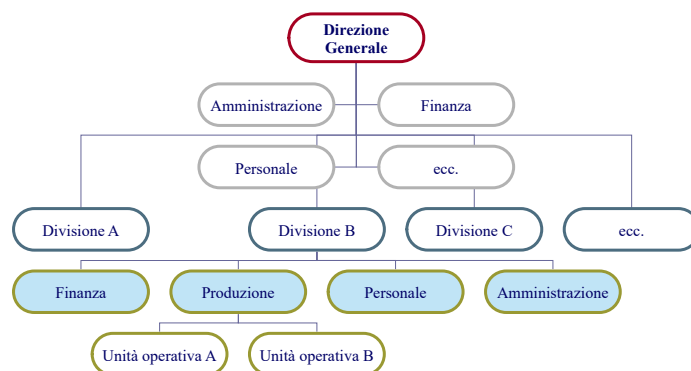 Direzione
Generale
Amministrazione
Finanza
Personale
ecc.
Divisione A
Divisione B
Divisione C
ecc.
Finanza
Produzione
Personale
Amministrazione
Unità operativa A
Unità operativa B